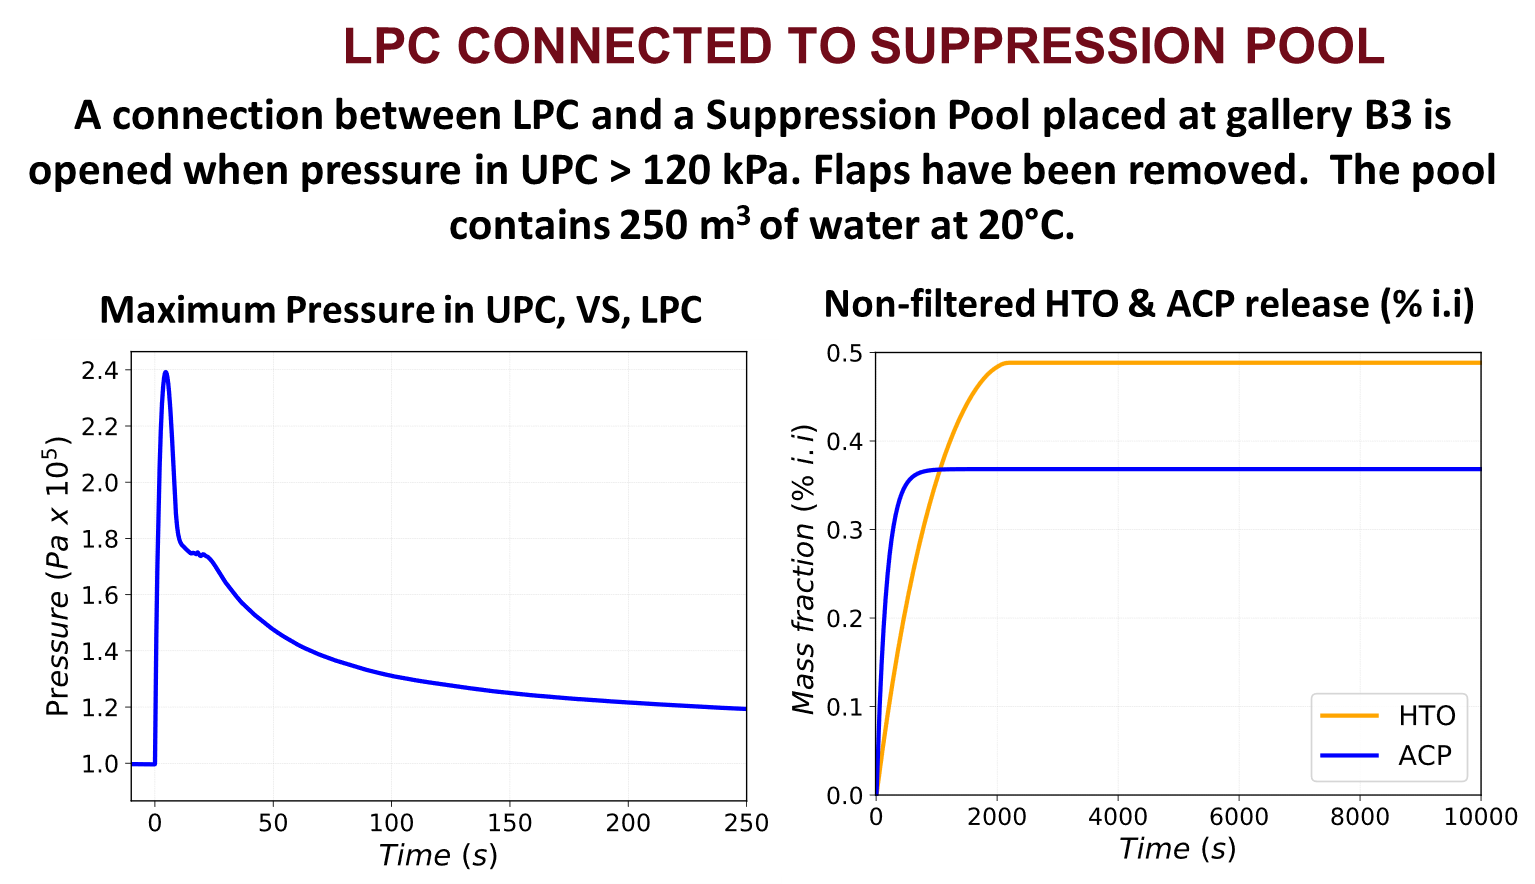 LPC CONNECTED TO SUPPRESSION POOL
A connection between LPC and a Suppression Pool placed at gallery B3 is
opened when pressure in UPC > 120 kPa. Flaps have been removed.  The pool
contains 250 m³ of water at 20°C.
Maximum Pressure in UPC, VS, LPC
Pressure (Pa x 10⁵)
2.4
2.2
2.0
1.8
1.6
1.4
1.2
1.0
0 50 100 150 200 250
Time (s)
Non-filtered HTO & ACP release (% i.i)
Mass fraction (% i.i)
0.5
0.4
0.3
0.2
0.1
0.0
HTO
ACP
0 2000 4000 6000 8000 10000
Time (s)